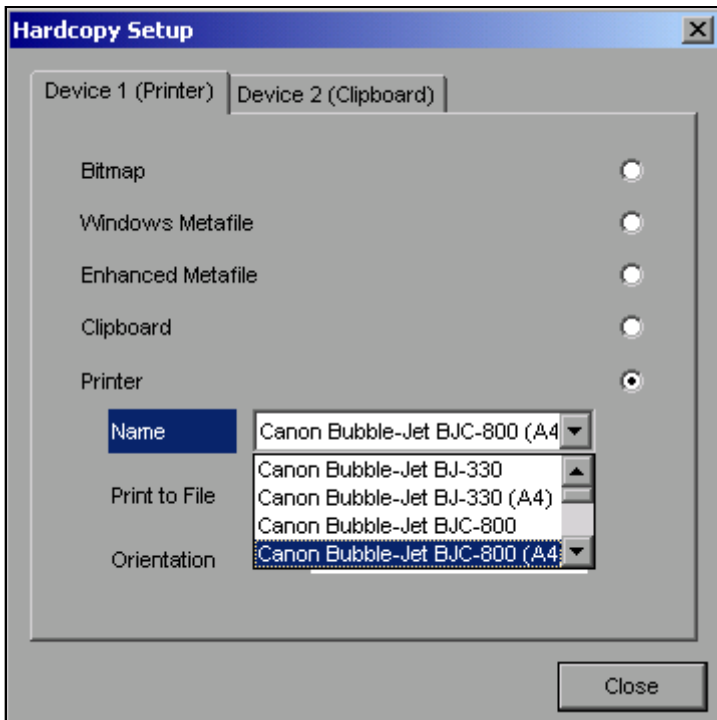 Hardcopy Setup
Device 1 (Printer) Device 2 (Clipboard)
Bitmap
Windows Metafile
Enhanced Metafile
Clipboard
Printer
Name Canon Bubble-Jet BJC-800 (A4
Canon Bubble-Jet BJ-330
Print to File Canon Bubble-Jet BJ-330 (A4)
Canon Bubble-Jet BJC-800
Orientation Canon Bubble-Jet BJC-800 (A4
Close